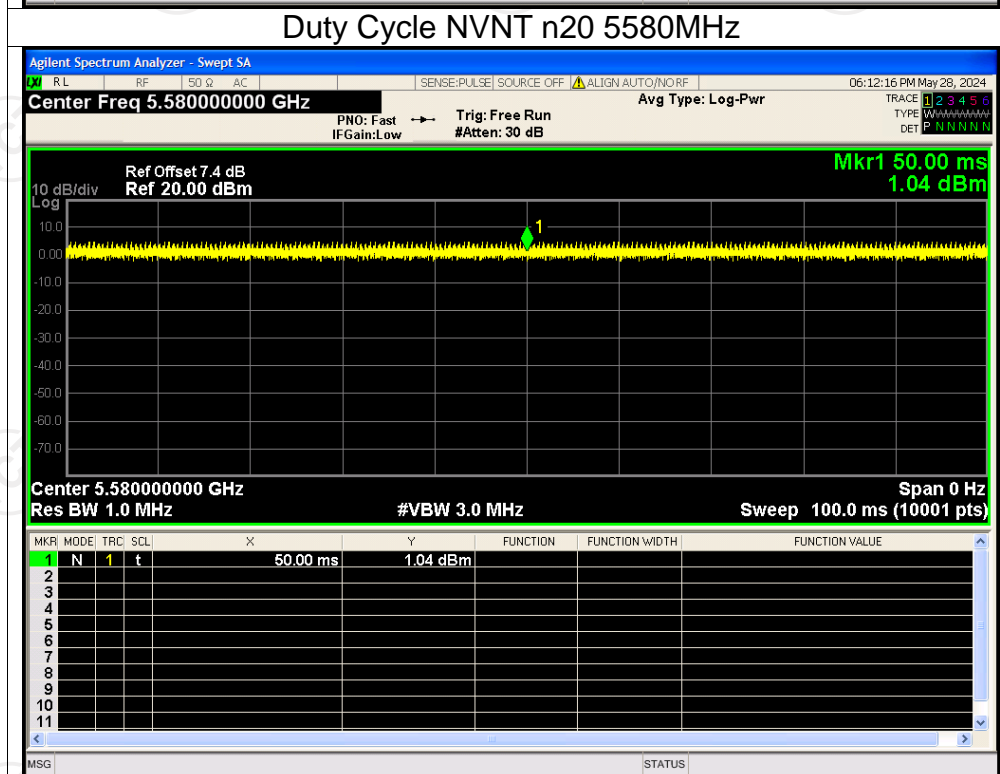 Duty Cycle NVNT n20 5580MHz
Agilent Spectrum Analyzer - Swept SA
LXI RL RF 50 Ω AC SENSE:PULSE SOURCE OFF ALIGN AUTO/NO RF 06:12:16 PM May 28, 2024
Center Freq 5.580000000 GHz Avg Type: Log-Pwr TRACE 1 2 3 4 5 6
PNO: Fast Trig: Free Run TYPE WWWWWW
IFGain:Low #Atten: 30 dB DET P N N N N N
Mkr1 50.00 ms
Ref Offset 7.4 dB
10 dB/div Ref 20.00 dBm 1.04 dBm
Log
10.0
1
0.00
-10.0
-20.0
-30.0
-40.0
-50.0
-60.0
-70.0
Center 5.580000000 GHz Span 0 Hz
Res BW 1.0 MHz #VBW 3.0 MHz Sweep 100.0 ms (10001 pts)
MKR MODE TRC SCL X Y FUNCTION FUNCTION WIDTH FUNCTION VALUE
1 N 1 t 50.00 ms 1.04 dBm
2
3
4
5
6
7
8
9
10
11
MSG STATUS